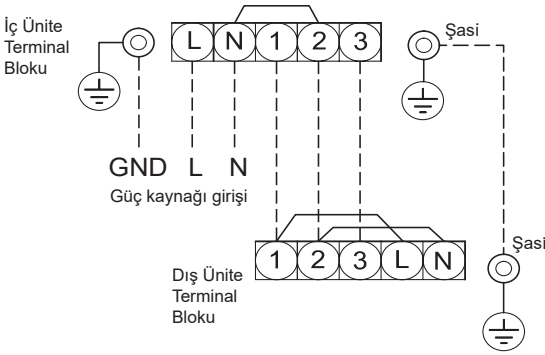 İç Ünite
Terminal
Bloku
L N 1 2 3
Şasi
GND L N
Güç kaynağı girişi
1 2 3 L N
Şasi
Dış Ünite
Terminal
Bloku